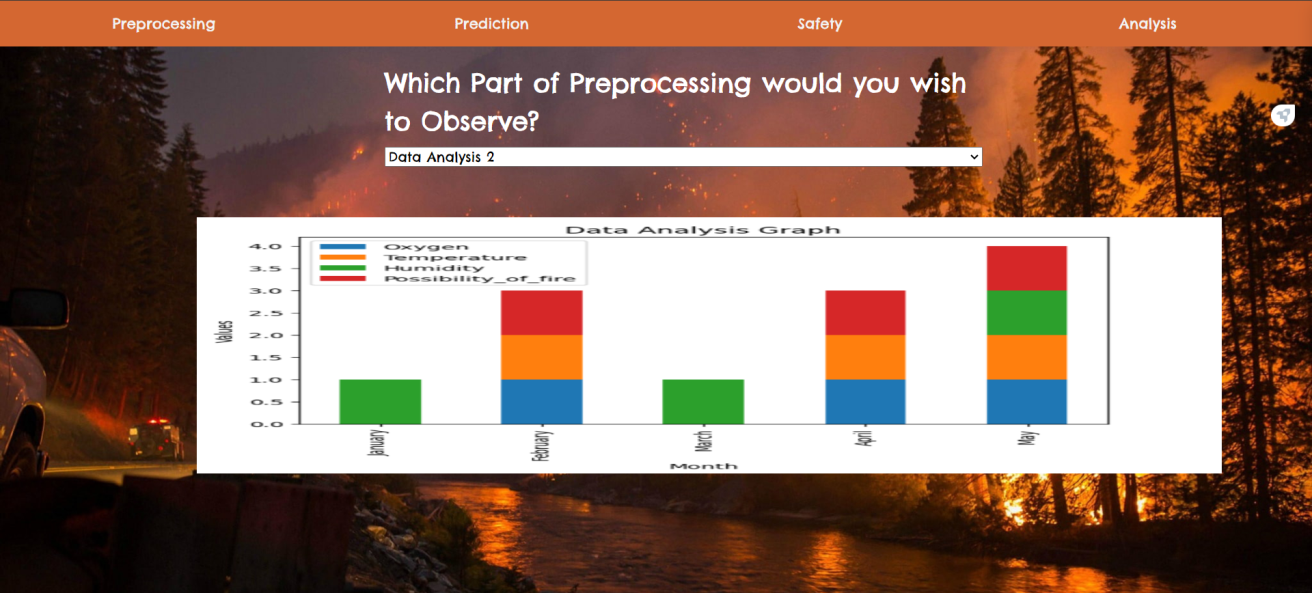 Preprocessing Prediction Safety Analysis
Which Part of Preprocessing would you wish
to Observe?
Data Analysis 2
Data Analysis Graph
Oxygen
Temperature
Humidity
Possibility_of_fire
Values
4.0
3.5
3.0
2.5
2.0
1.5
1.0
0.5
0.0
January February March April May
Month